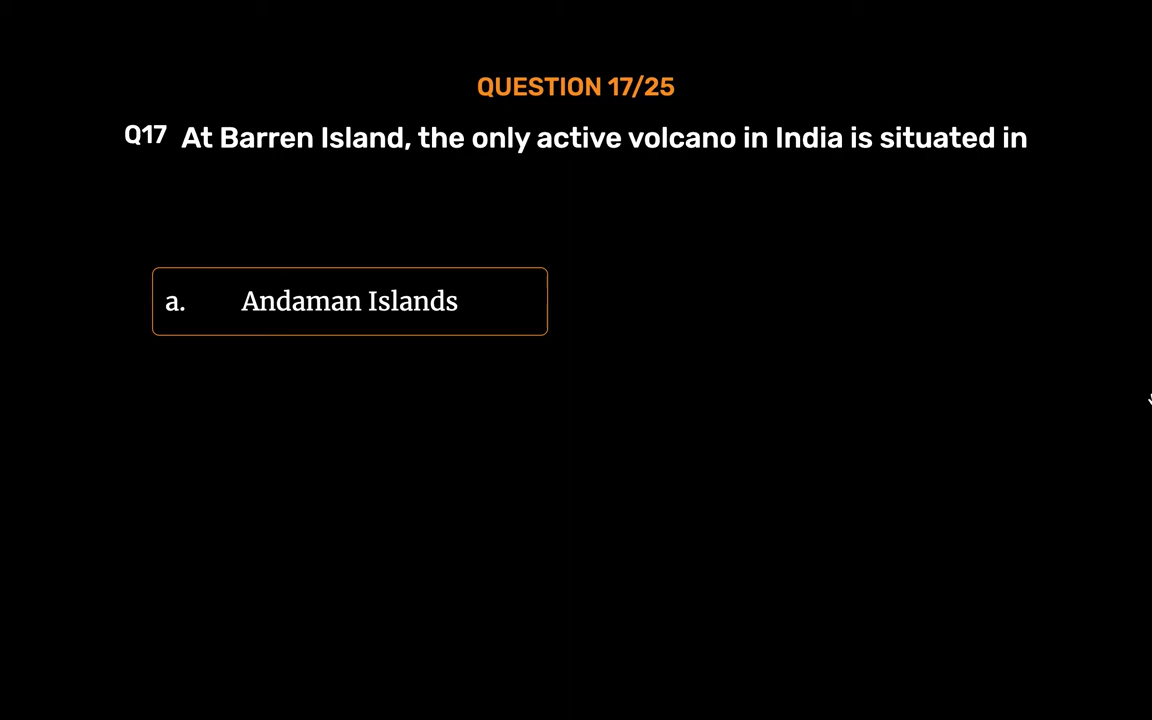 QUESTION 17/25
Q17 At Barren Island, the only active volcano in India is situated in
a. Andaman Islands